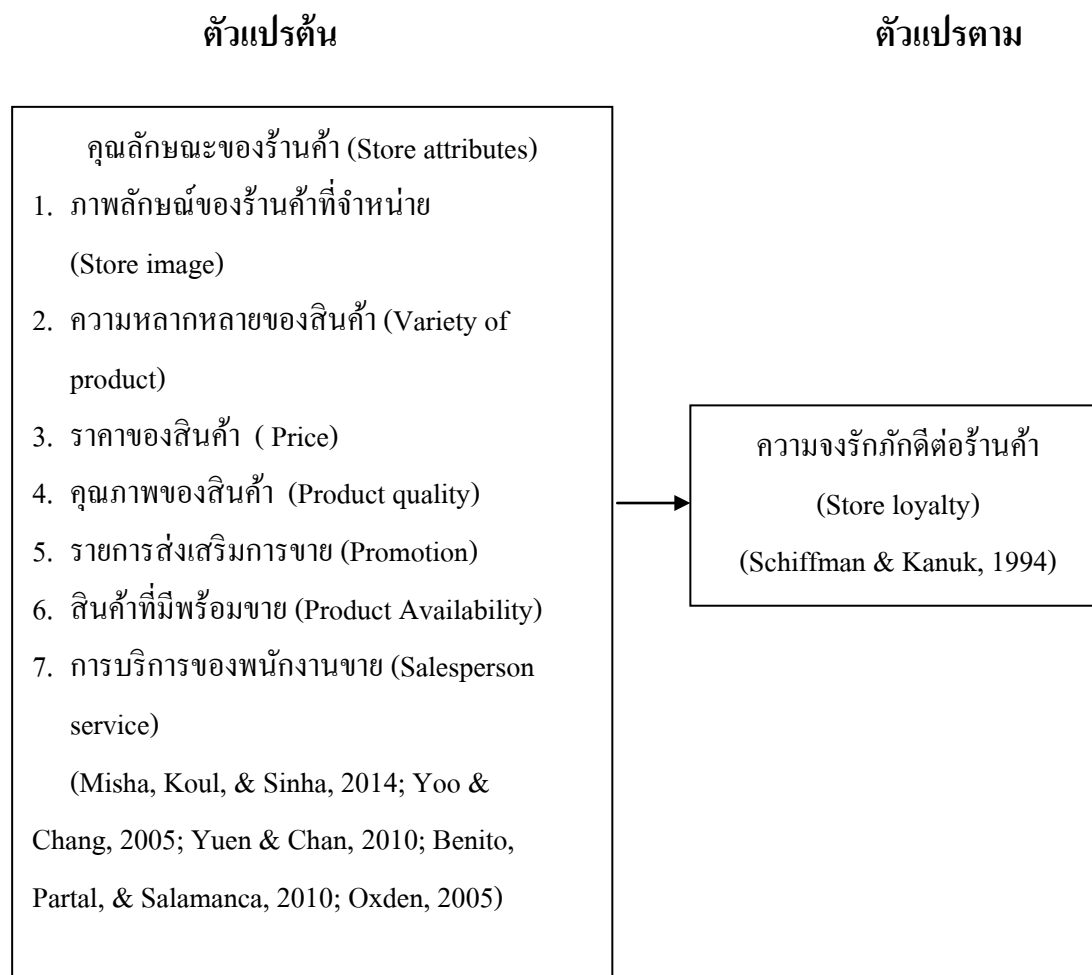 ตัวแปรต้น
ตัวแปรตาม
คุณลักษณะของร้านค้า (Store attributes)
1. ภาพลักษณ์ของร้านค้าที่จำหน่าย
(Store image)
2. ความหลากหลายของสินค้า (Variety of
product)
3. ราคาของสินค้า ( Price)
4. คุณภาพของสินค้า (Product quality)
5. รายการส่งเสริมการขาย (Promotion)
6. สินค้าที่มีพร้อมขาย (Product Availability)
7. การบริการของพนักงานขาย (Salesperson
service)
(Misha, Koul, & Sinha, 2014; Yoo &
Chang, 2005; Yuen & Chan, 2010; Benito,
Partal, & Salamanca, 2010; Oxden, 2005)
ความจงรักภักดีต่อร้านค้า
(Store loyalty)
(Schiffman & Kanuk, 1994)